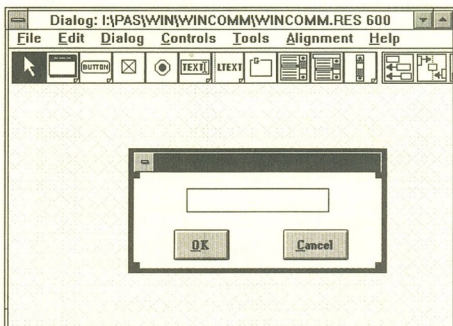 Dialog: I:\PAS\WIN\WINCOMM\WINCOMM.RES 600
File Edit Dialog Controls Tools Alignment Help
BUTTON TEXT LTEXT G
OK Cancel